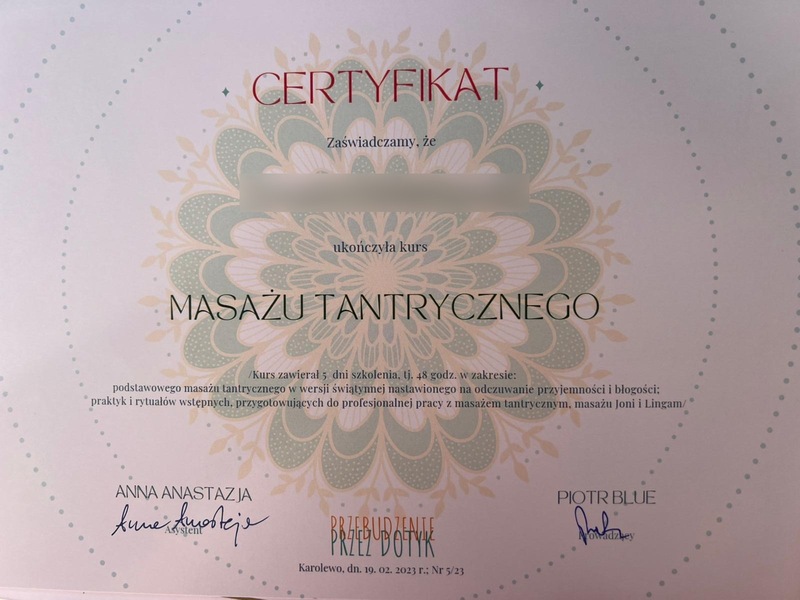 CERTYFIKAT
Zaświadczamy, że
ukończyła kurs
MASAŻU TANTRYCZNEGO
/Kurs zawierał 5 dni szkolenia, tj. 48 godz. w zakresie:
podstawowego masażu tantrycznego w wersji świątynnej nastawionego na odczuwanie przyjemności i błogości;
praktyk i rytuałów wstępnych, przygotowujących do profesjonalnej pracy z masażem tantrycznym, masażu Joni i Lingam/
ANNA ANASTAZJA
Anna Anastazja
Asystent
PIOTR BLUE
Prowadzący
PRZEBUDZENIE
PRZEZ DOTYK
Karolewo, dn. 19. 02. 2023 r.; Nr 5/23